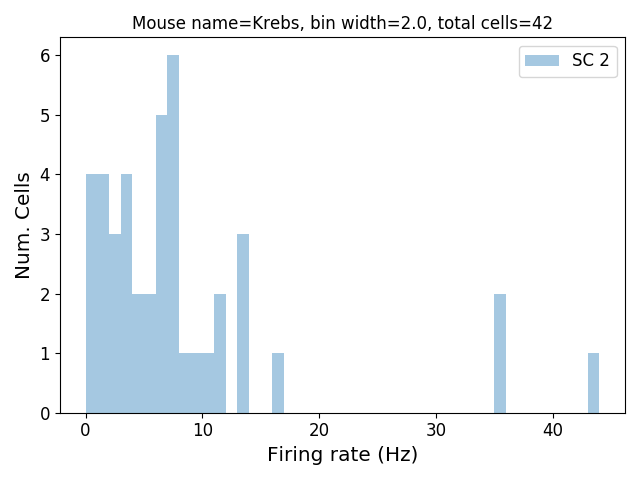 Mouse name=Krebs, bin width=2.0, total cells=42
SC 2
Num. Cells
6
5
4
3
2
1
0
0 10 20 30 40
Firing rate (Hz)